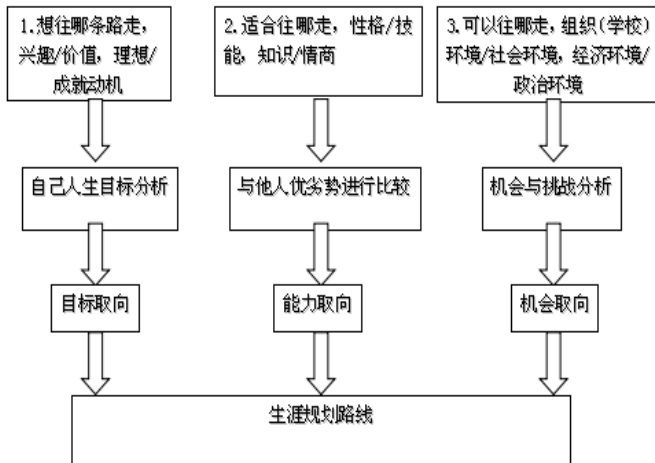 1.想往哪条路走，
兴趣/价值，理想/
成就动机
2.适合往哪走，性格/技
能，知识/情商
3.可以往哪走，组织(学校)
环境/社会环境，经济环境/
政治环境
自己人生目标分析
与他人优劣势进行比较
机会与挑战分析
目标取向
能力取向
机会取向
生涯规划路线